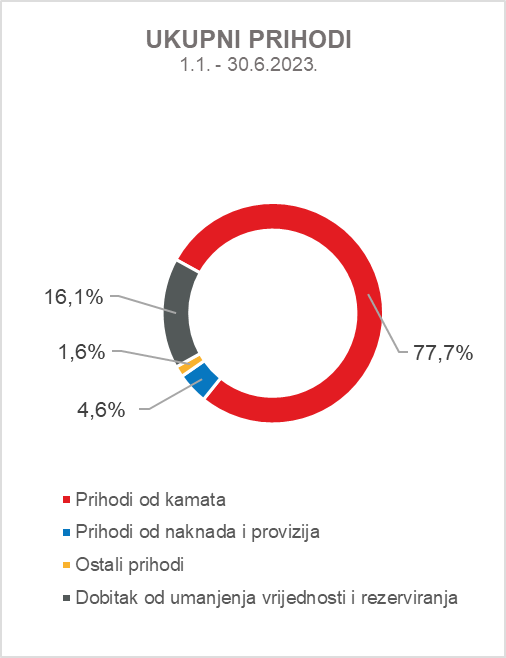 UKUPNI PRIHODI
1.1. - 30.6.2023.
16,1%
1,6%
77,7%
4,6%
Prihodi od kamata
Prihodi od naknada i provizija
Ostali prihodi
Dobitak od umanjenja vrijednosti i rezerviranja